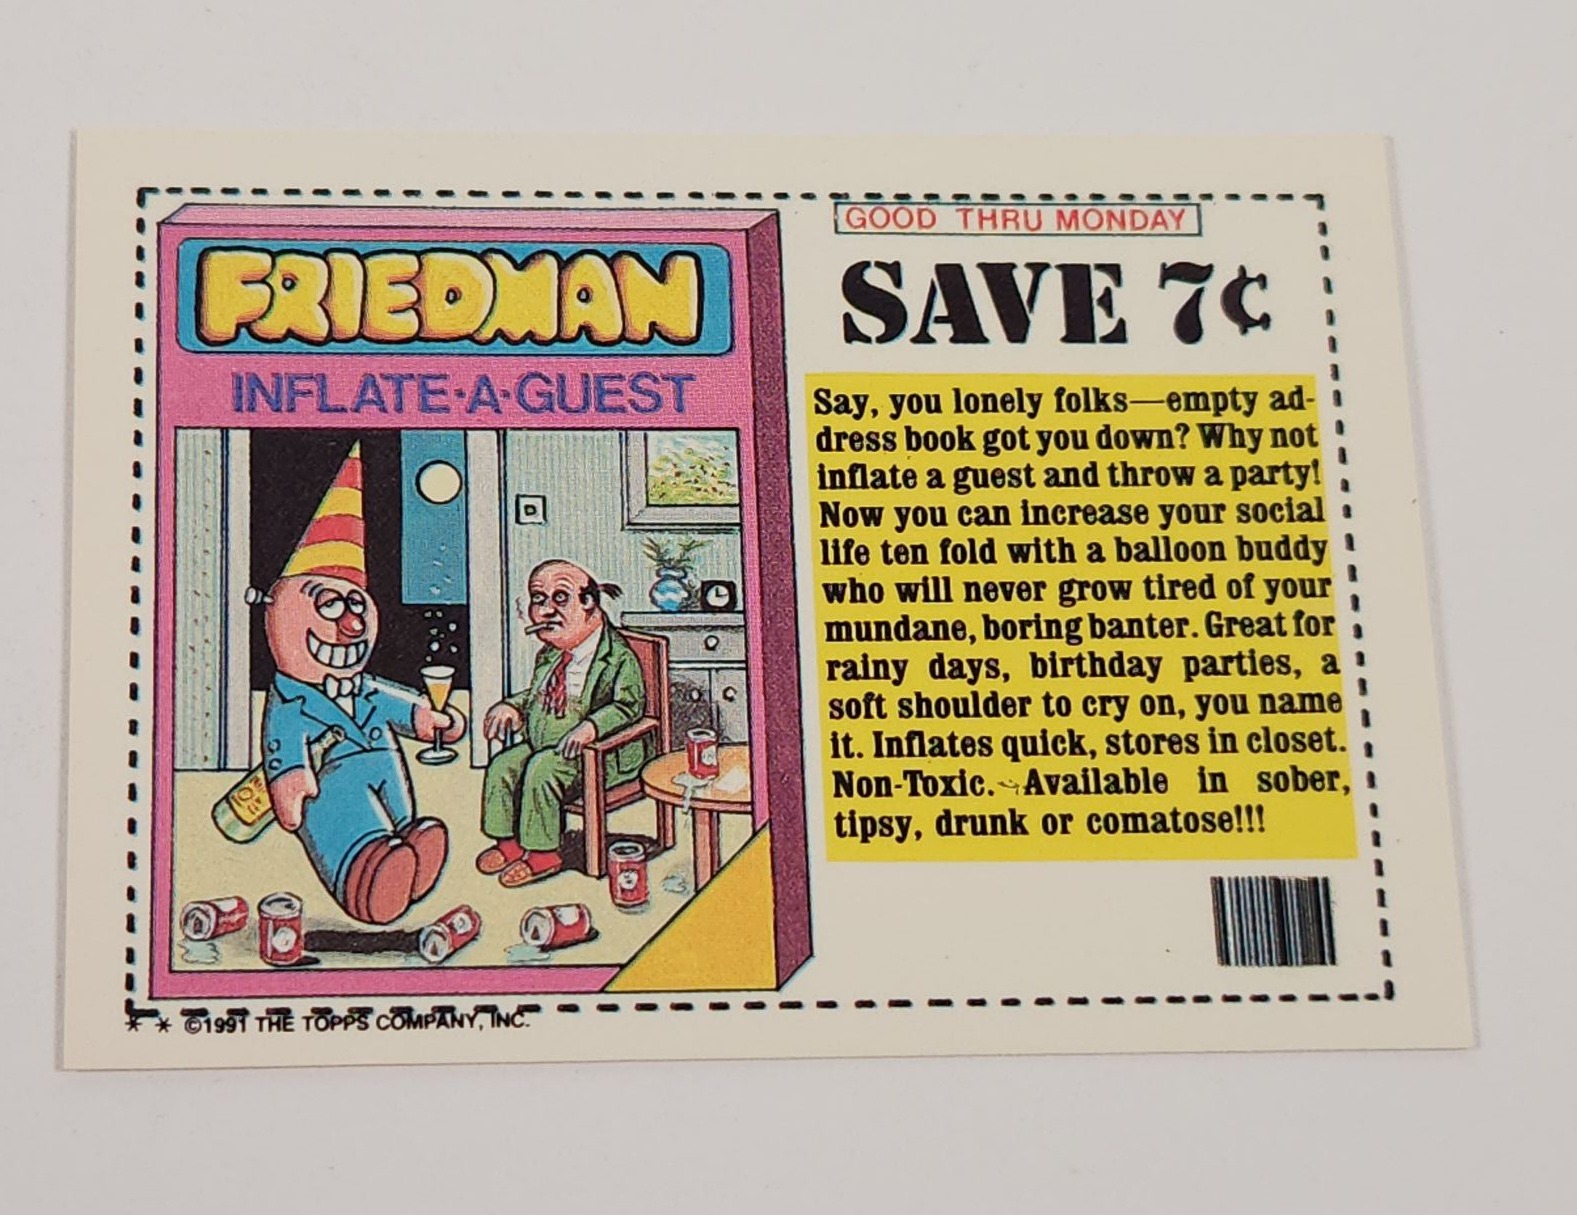 FRIEDMAN
INFLATE·A·GUEST
GOOD THRU MONDAY
SAVE 7¢
Say, you lonely folks—empty ad-
dress book got you down? Why not
inflate a guest and throw a party!
Now you can increase your social
life ten fold with a balloon buddy
who will never grow tired of your
mundane, boring banter. Great for
rainy days, birthday parties, a
soft shoulder to cry on, you name
it. Inflates quick, stores in closet.
Non-Toxic. Available in sober,
tipsy, drunk or comatose!!!
* * ©1991 THE TOPPS COMPANY, INC.